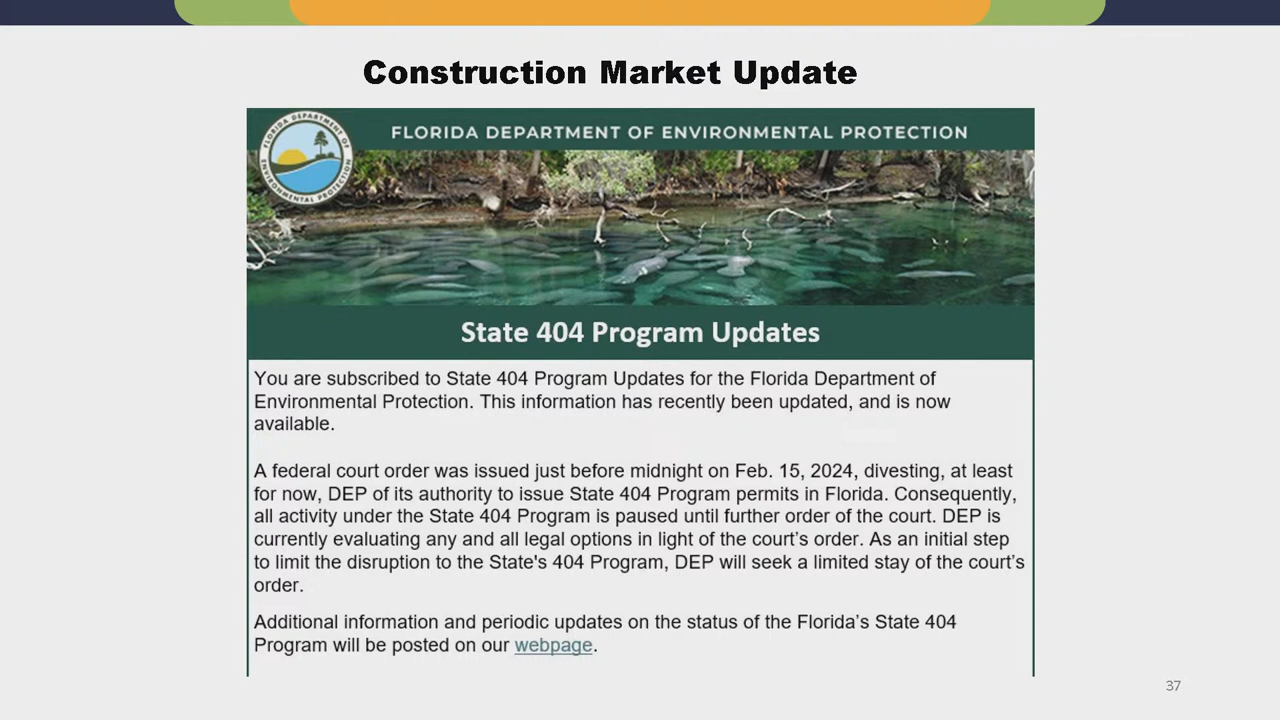 Construction Market Update
FLORIDA DEPARTMENT OF
ENVIRONMENTAL PROTECTION
FLORIDA DEPARTMENT OF ENVIRONMENTAL PROTECTION
State 404 Program Updates
You are subscribed to State 404 Program Updates for the Florida Department of
Environmental Protection. This information has recently been updated, and is now
available.
A federal court order was issued just before midnight on Feb. 15, 2024, divesting, at least
for now, DEP of its authority to issue State 404 Program permits in Florida. Consequently,
all activity under the State 404 Program is paused until further order of the court. DEP is
currently evaluating any and all legal options in light of the court’s order. As an initial step
to limit the disruption to the State's 404 Program, DEP will seek a limited stay of the court’s
order.
Additional information and periodic updates on the status of the Florida’s State 404
Program will be posted on our webpage.
37